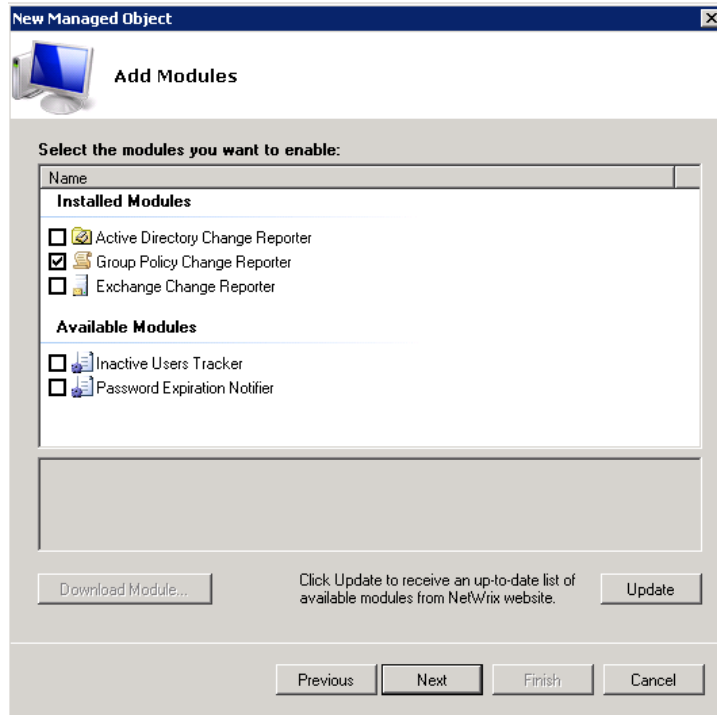 New Managed Object
Add Modules
Select the modules you want to enable:
Name
Installed Modules
Active Directory Change Reporter
Group Policy Change Reporter
Exchange Change Reporter
Available Modules
Inactive Users Tracker
Password Expiration Notifier
Download Module...
Click Update to receive an up-to-date list of
available modules from NetWrix website.
Update
Previous
Next
Finish
Cancel